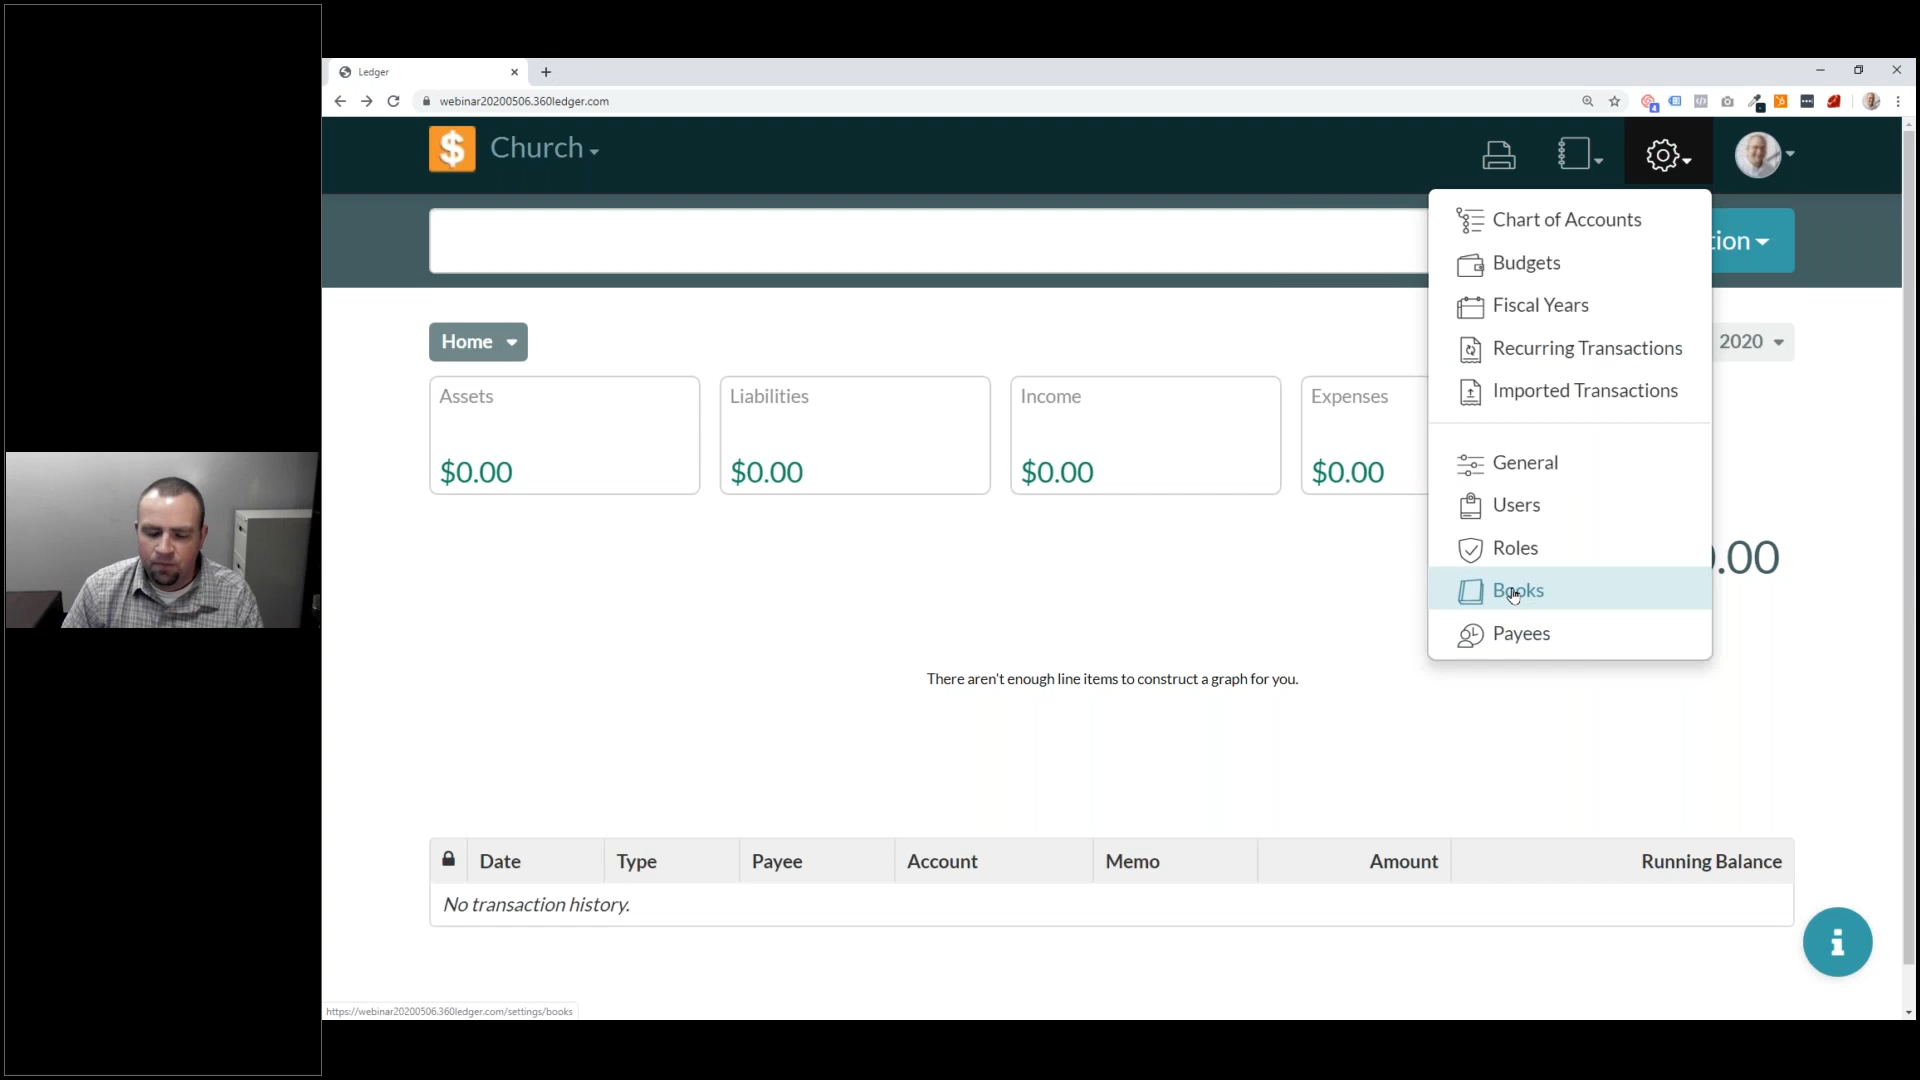 Ledger
webinar20200506.360ledger.com
$ Church
Chart of Accounts
Budgets
Fiscal Years
Recurring Transactions
Imported Transactions
General
Users
Roles
Books
Payees
tion
Home
2020
Assets
$0.00
Liabilities
$0.00
Income
$0.00
Expenses
$0.00
.00
There aren't enough line items to construct a graph for you.
Date Type Payee Account Memo Amount Running Balance
No transaction history.
i
https://webinar20200506.360ledger.com/settings/books